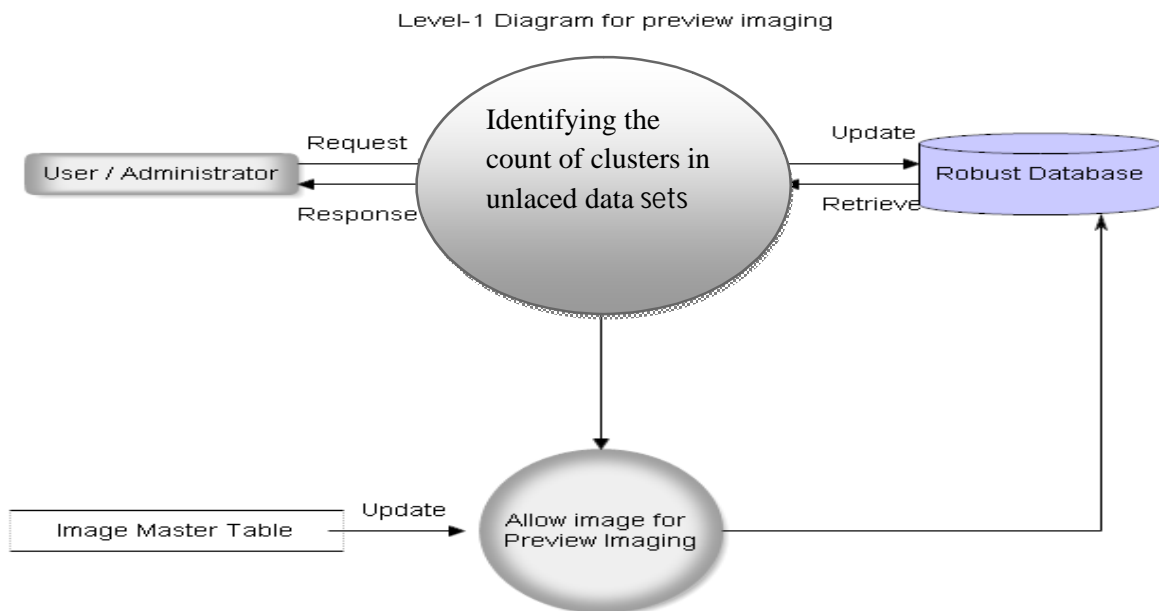 Level-1 Diagram for preview imaging
Identifying the
count of clusters in
unlaced data sets
Request
Response
User / Administrator
Update
Retrieve
Robust Database
Image Master Table
Update
Allow image for
Preview Imaging